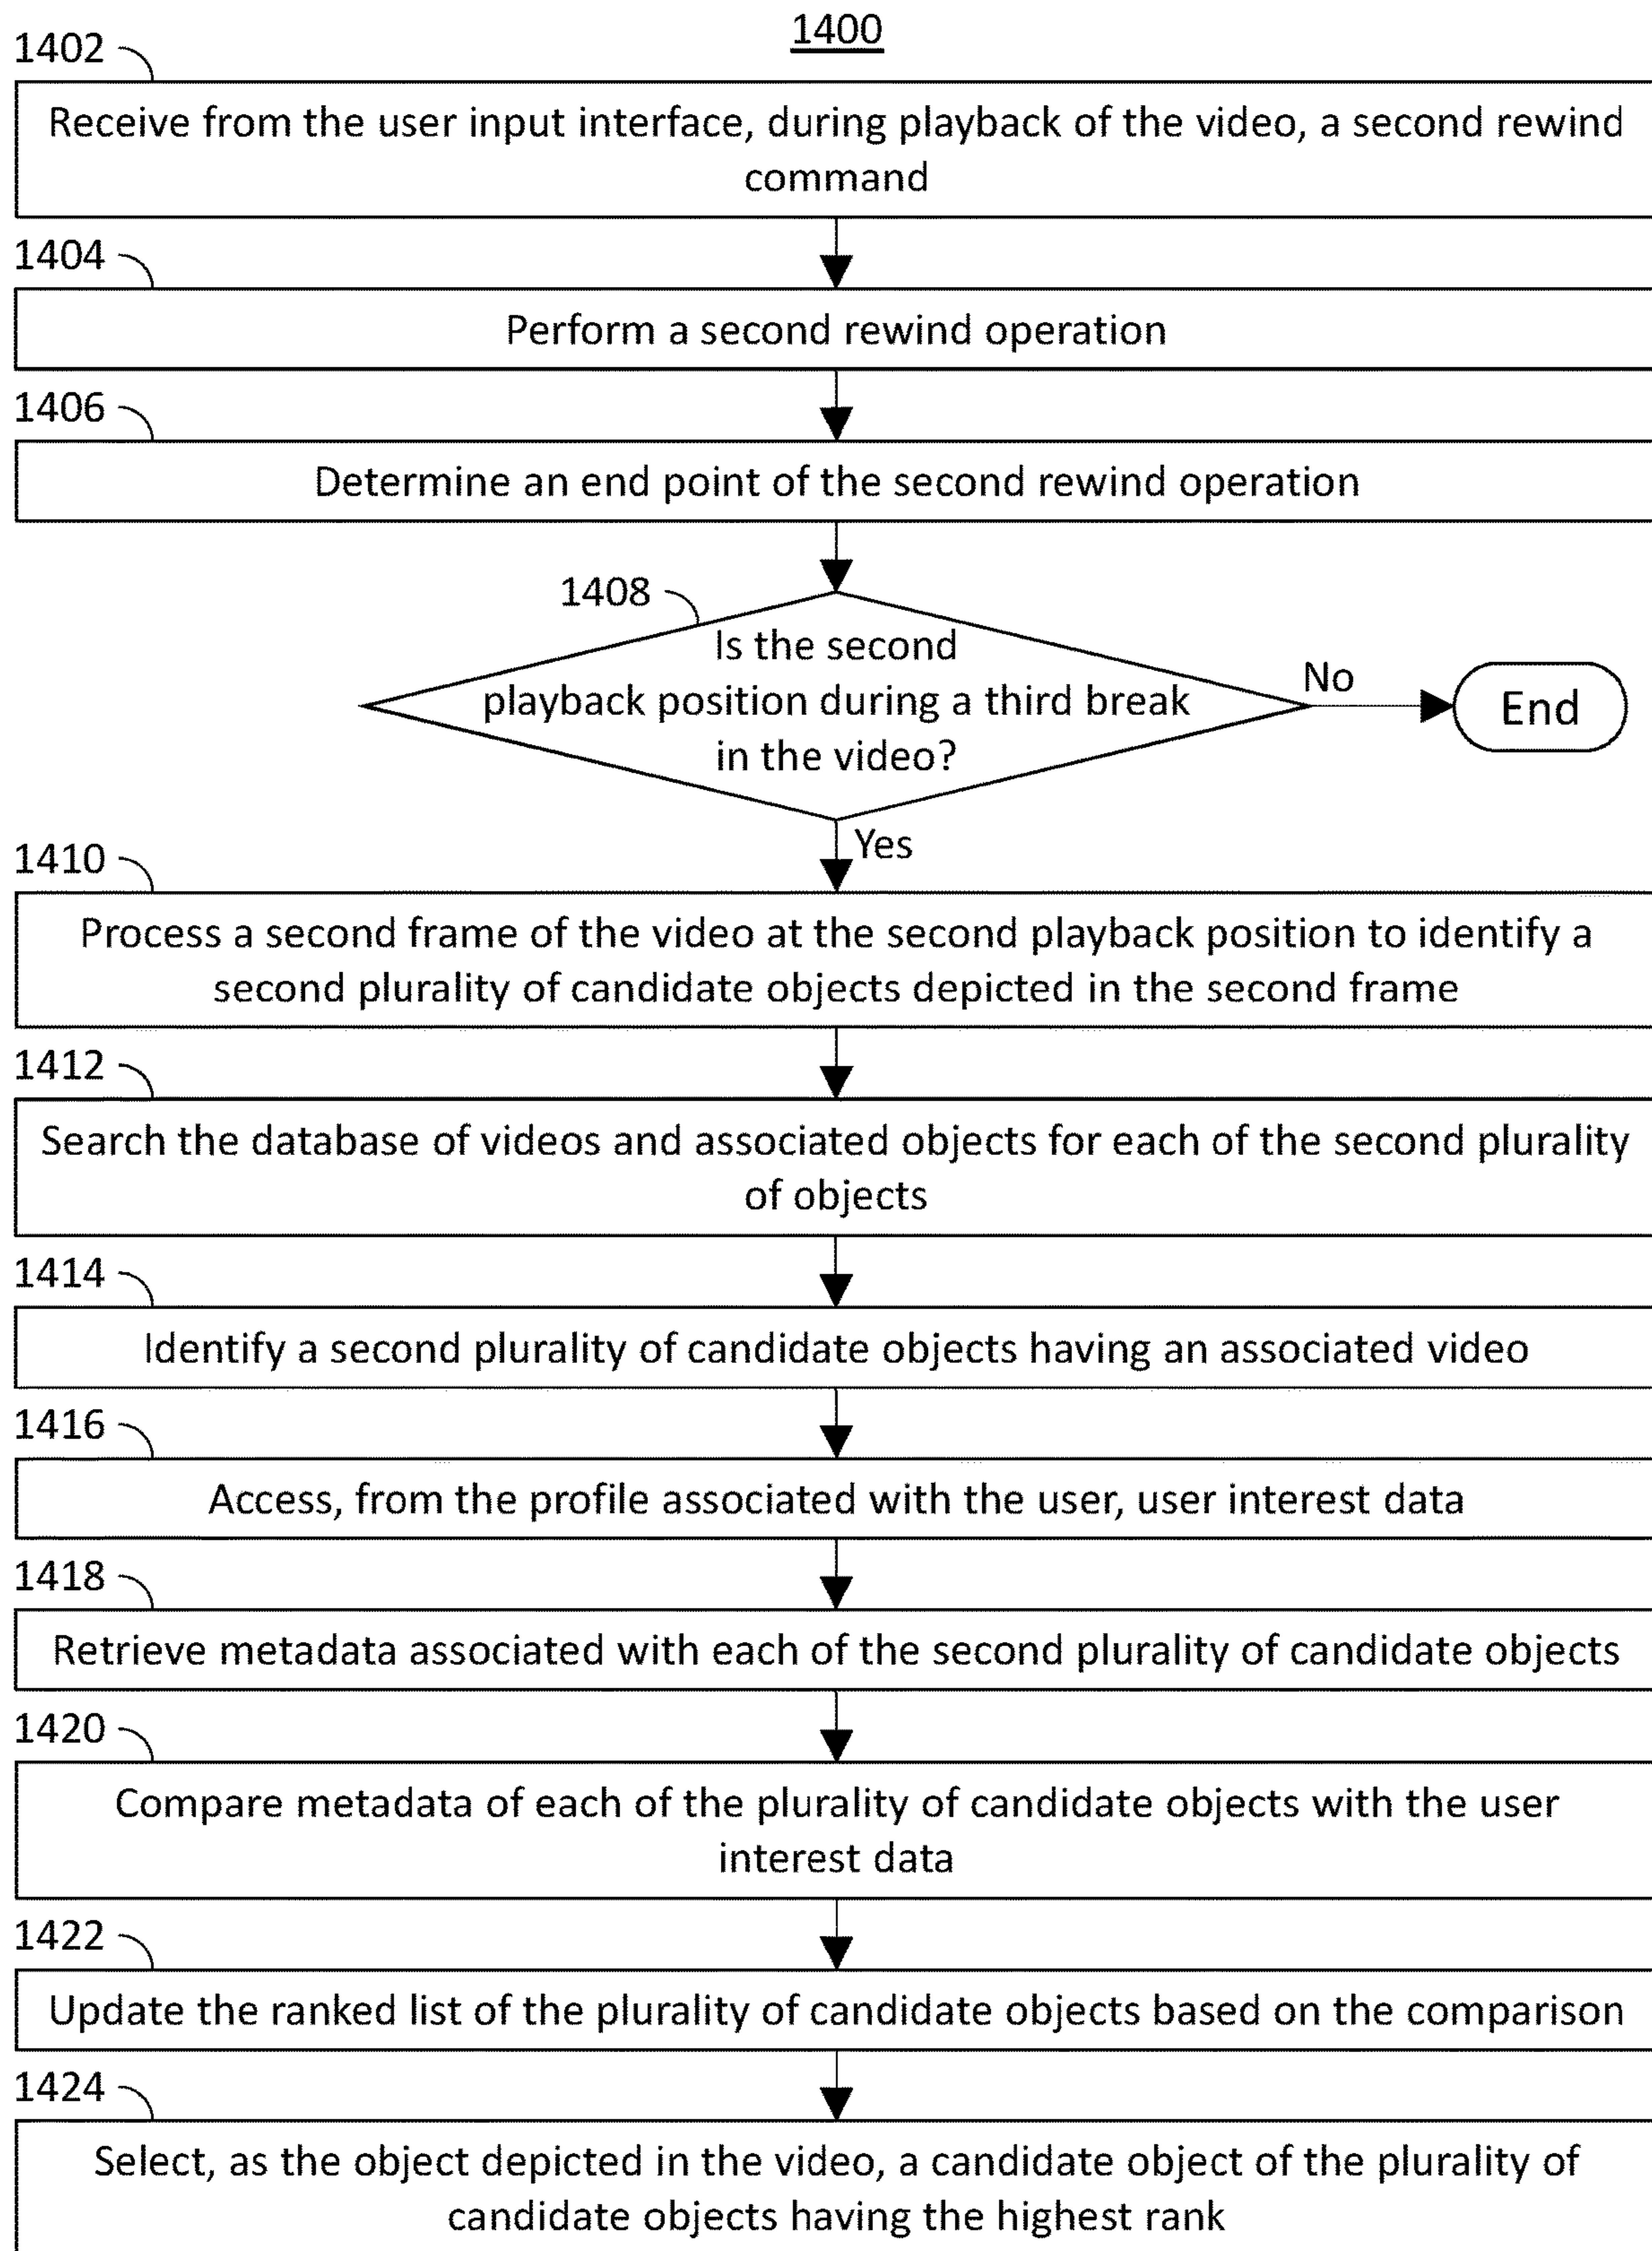 1400
1402
Receive from the user input interface, during playback of the video, a second rewind
command
1404
Perform a second rewind operation
1406
Determine an end point of the second rewind operation
1408
Is the second
playback position during a third break
in the video?
No
End
Yes
1410
Process a second frame of the video at the second playback position to identify a
second plurality of candidate objects depicted in the second frame
1412
Search the database of videos and associated objects for each of the second plurality
of objects
1414
Identify a second plurality of candidate objects having an associated video
1416
Access, from the profile associated with the user, user interest data
1418
Retrieve metadata associated with each of the second plurality of candidate objects
1420
Compare metadata of each of the plurality of candidate objects with the user
interest data
1422
Update the ranked list of the plurality of candidate objects based on the comparison
1424
Select, as the object depicted in the video, a candidate object of the plurality of
candidate objects having the highest rank